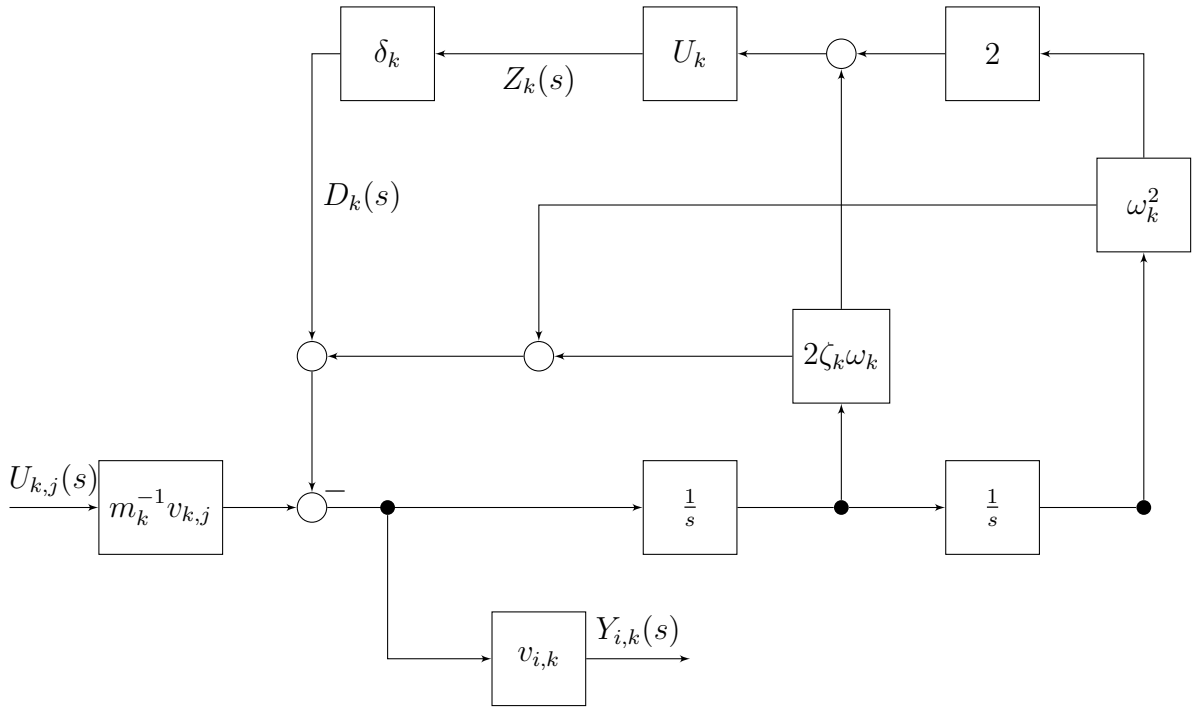 δ_k
U_k
2
Z_k(s)
D_k(s)
ω_k^2
2ζ_kω_k
U_{k,j}(s)
m_k^{-1}v_{k,j}
−
1/s
1/s
v_{i,k}
Y_{i,k}(s)